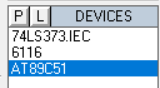 P L DEVICES
74LS373.IEC
6116
AT89C51